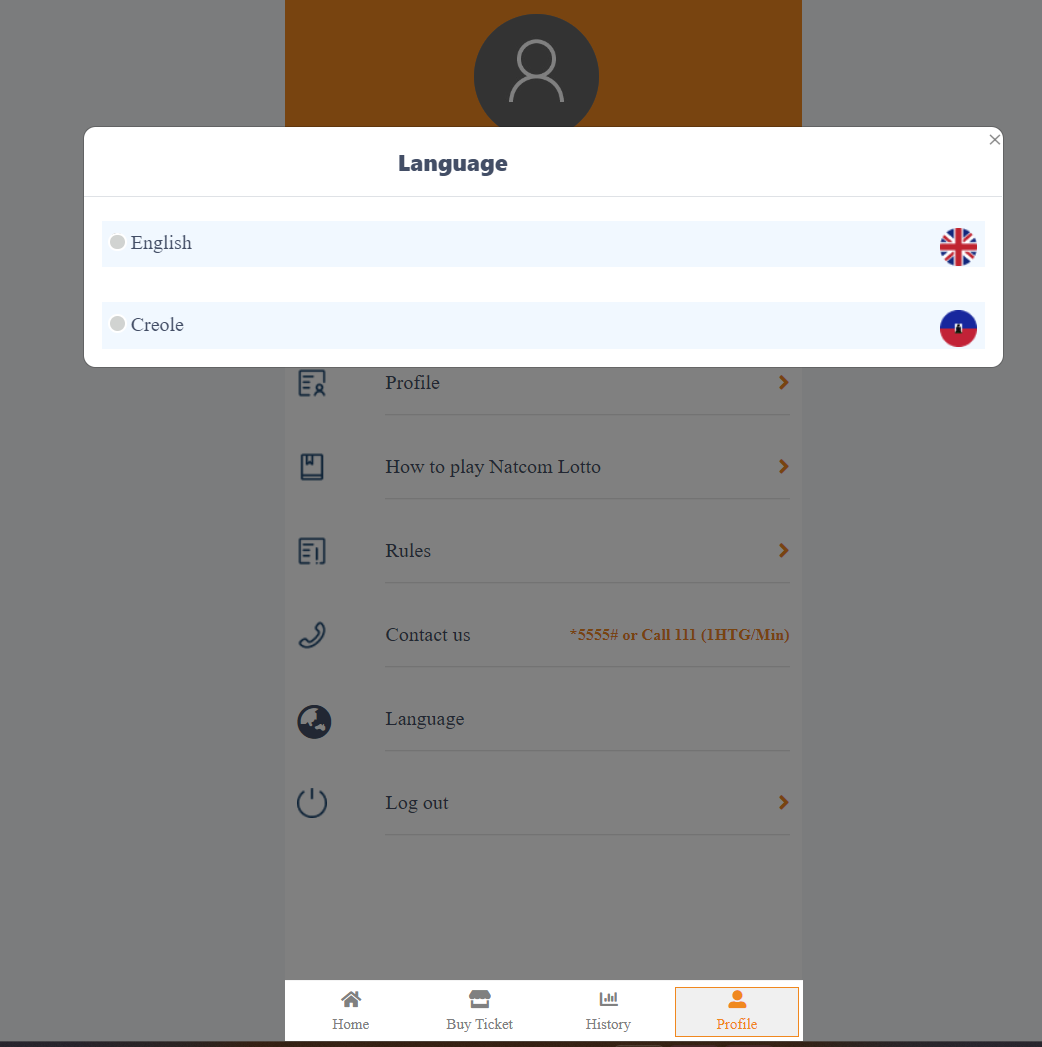 Language
English
Creole
Profile
How to play Natcom Lotto
Rules
Contact us *5555# or Call 111 (1HTG/Min)
Language
Log out
Home Buy Ticket History Profile